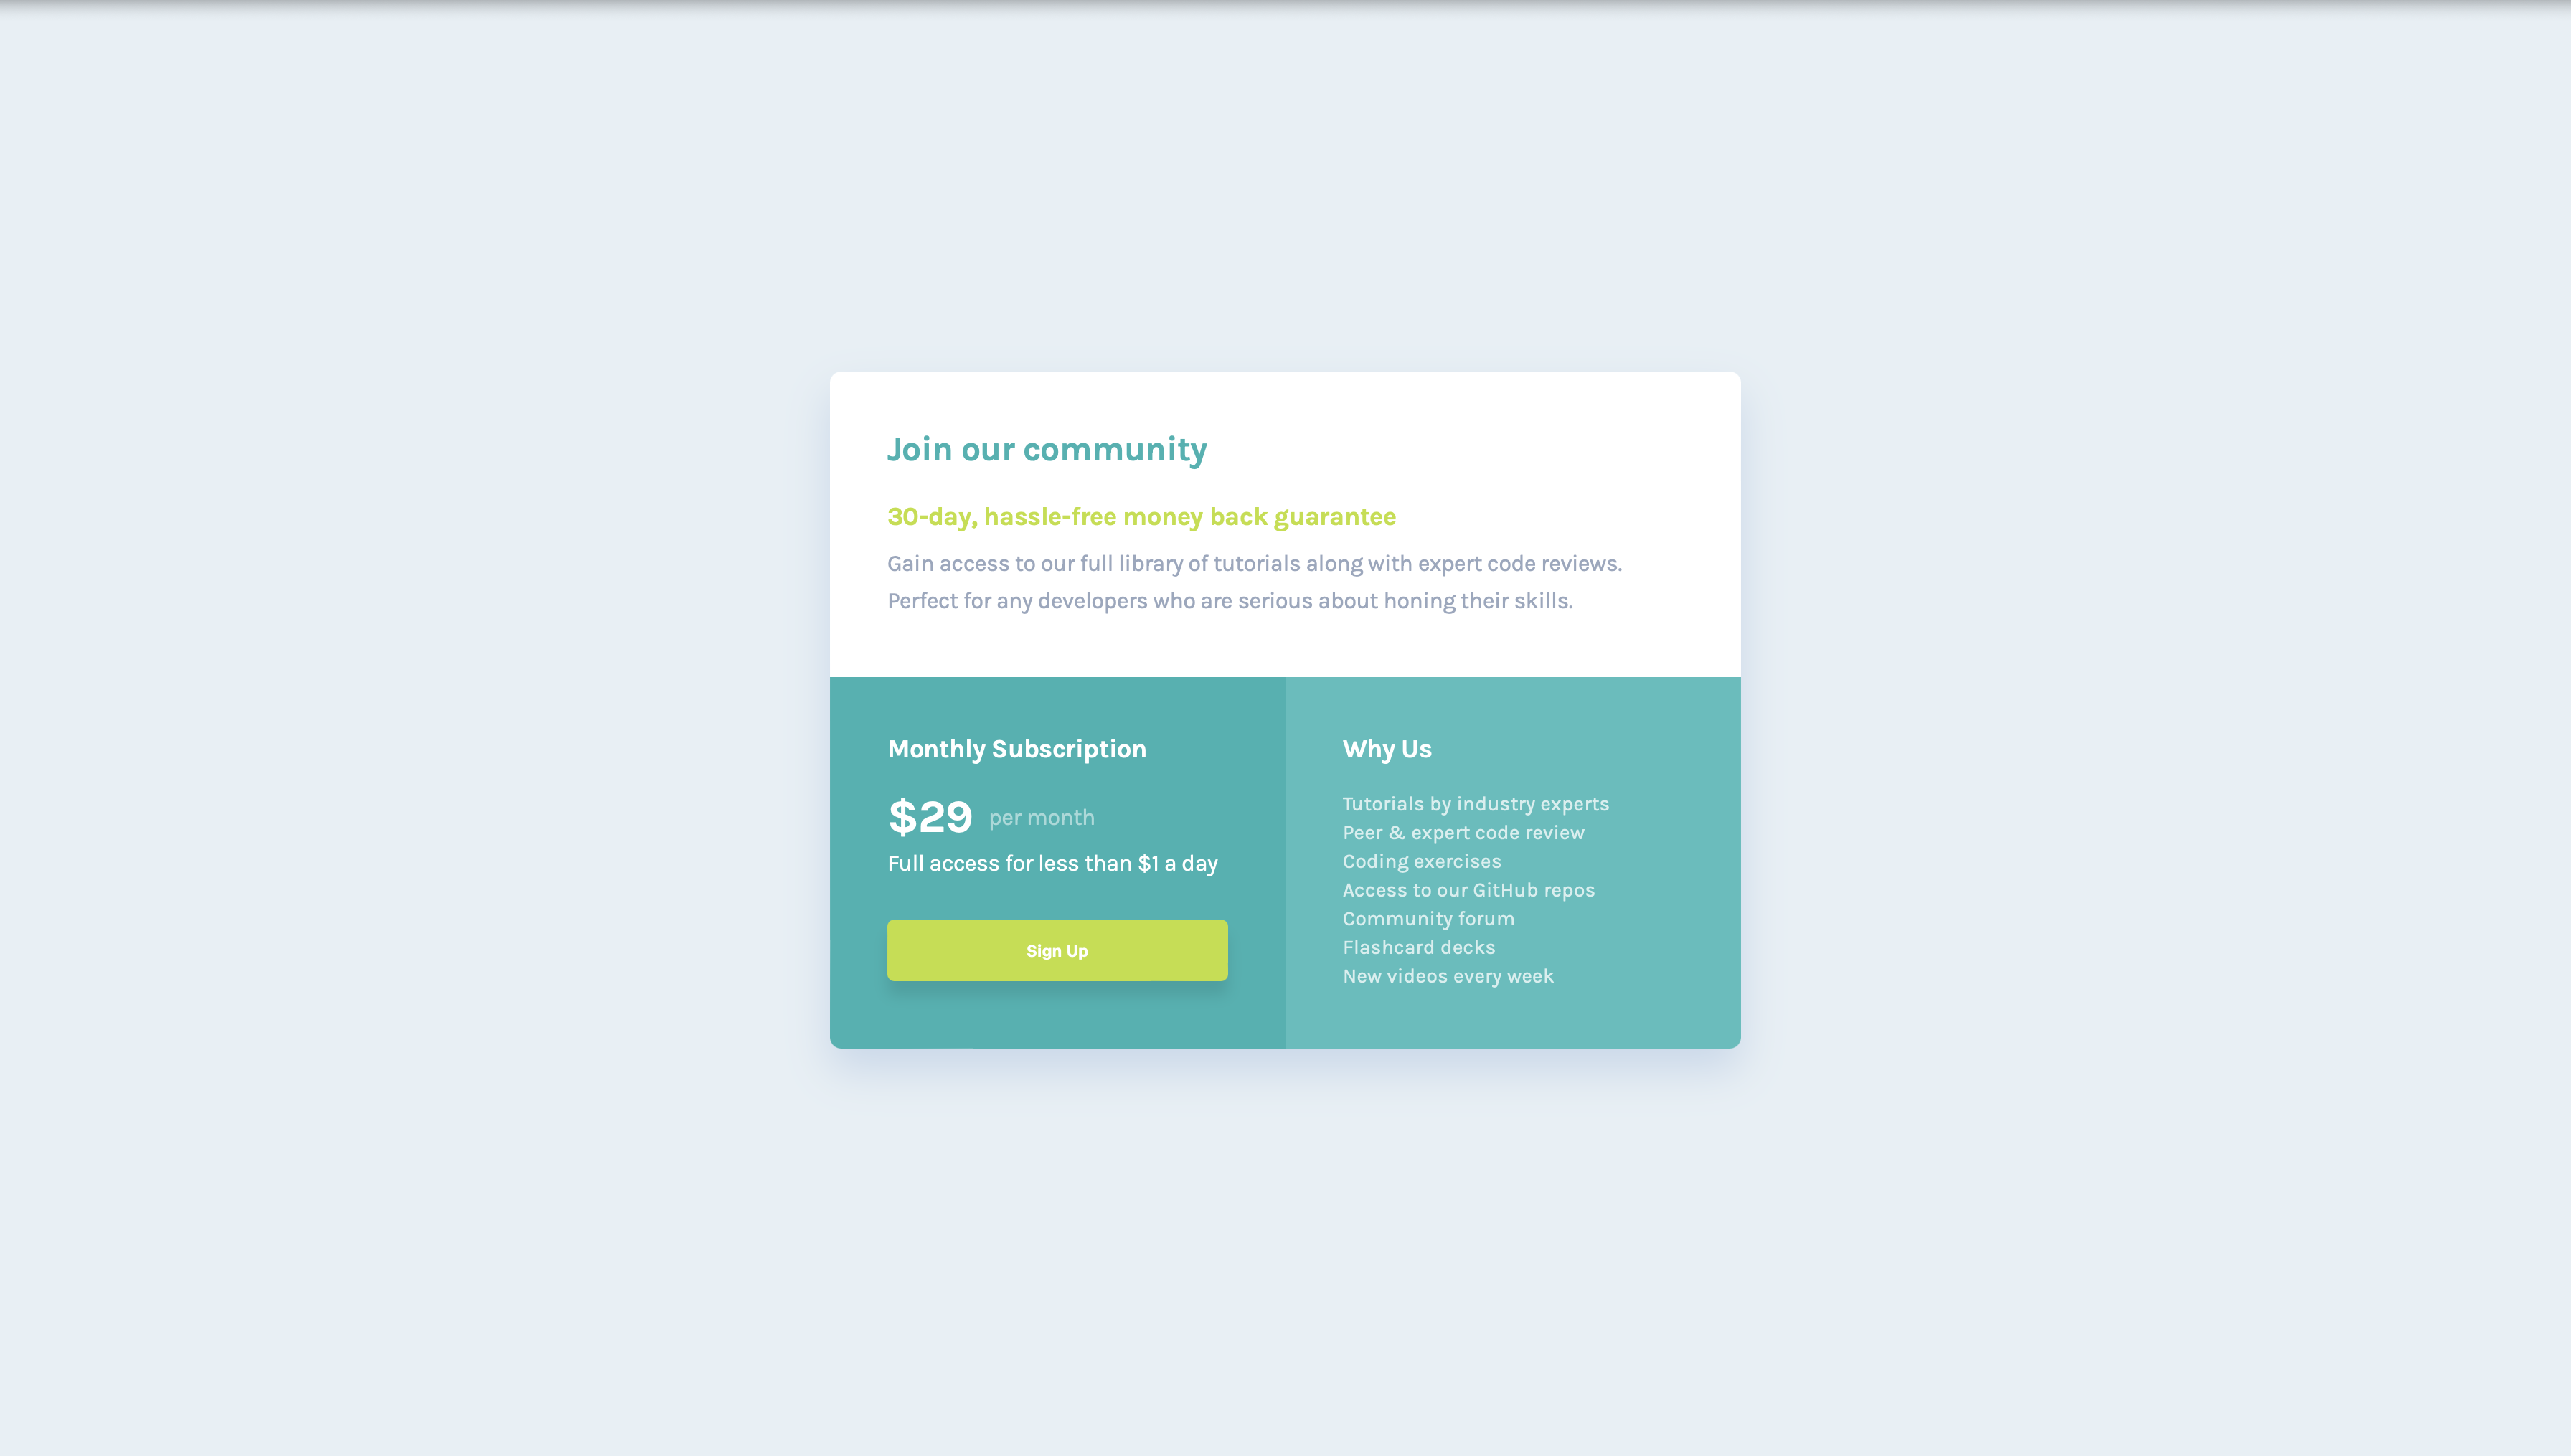 Join our community
30-day, hassle-free money back guarantee
Gain access to our full library of tutorials along with expert code reviews.
Perfect for any developers who are serious about honing their skills.
Monthly Subscription
$29 per month
Full access for less than $1 a day
Sign Up
Why Us
Tutorials by industry experts
Peer & expert code review
Coding exercises
Access to our GitHub repos
Community forum
Flashcard decks
New videos every week